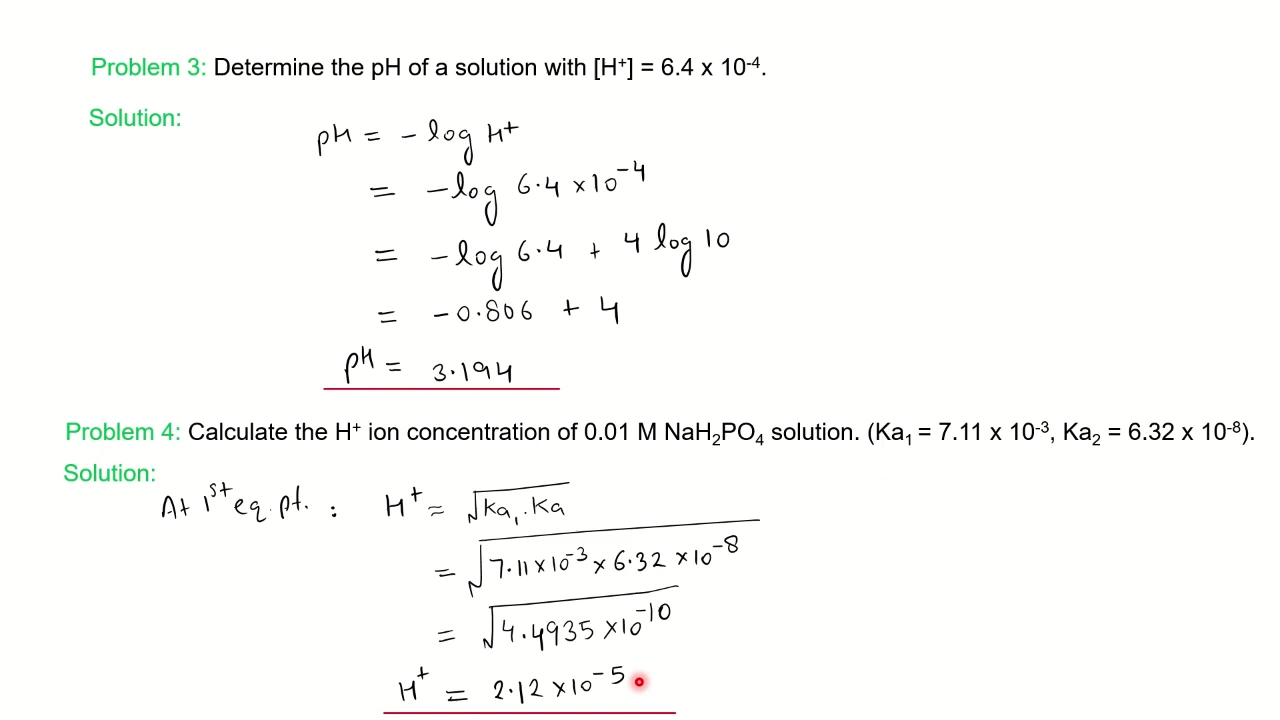 Problem 3: Determine the pH of a solution with [H⁺] = 6.4 x 10⁻⁴.
Solution:
pH = - log H⁺
= - log 6.4 × 10⁻⁴
= - log 6.4 + 4 log 10
= - 0.806 + 4
pH = 3.194
Problem 4: Calculate the H⁺ ion concentration of 0.01 M NaH₂PO₄ solution. (Ka₁ = 7.11 x 10⁻³, Ka₂ = 6.32 x 10⁻⁸).
Solution:
At 1ˢᵗ eq. pt. : H⁺ = √Ka₁ . Ka
= √7.11 × 10⁻³ × 6.32 × 10⁻⁸
= √4.4935 × 10⁻¹⁰
H⁺ = 2.12 × 10⁻⁵